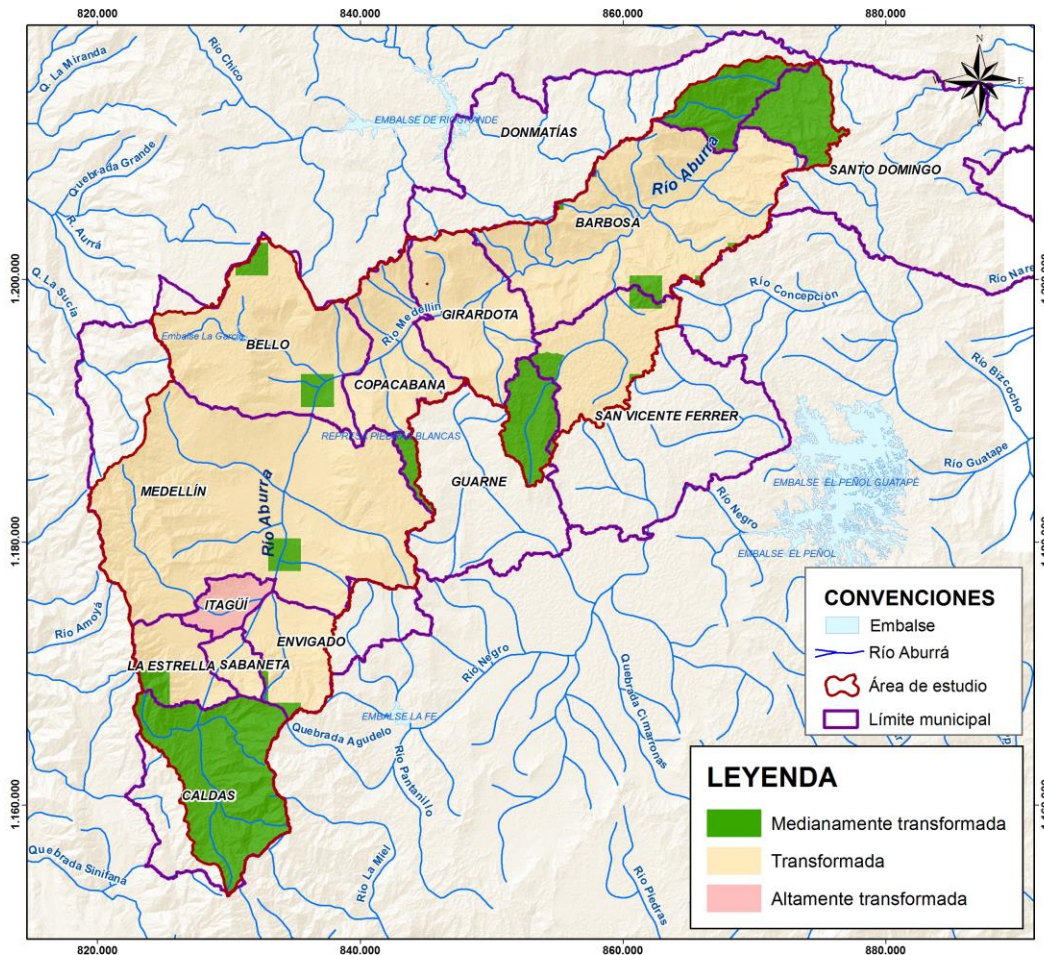 820.000
840.000
860.000
880.000
Q. La Miranda
Río Chico
N
W
E
S
EMBALSE DE RIOGRANDE
DONMATÍAS
Quebrada Grande
Río Aburra
SANTO DOMINGO
R. Aurrá
BARBOSA
Q. La Sucia
1.200.000
Río Nare
Río Concepción
Río Medellín
GIRARDOTA
Embalse La García
BELLO
COPACABANA
Río Bizcocho
SAN VICENTE FERRER
REPRESA PIEDRAS BLANCAS
Río Guatape
MEDELLÍN
GUARNE
EMBALSE EL PEÑOL GUATAPÉ
Río Aburra
Río Negro
1.180.000
EMBALSE EL PEÑOL
ITAGÜÍ
Río Amoyá
ENVIGADO
LA ESTRELLA
SABANETA
Río Negro
Quebrada Cimarronas
EMBALSE LA FE
Quebrada Agudelo
Río Pantanillo
CALDAS
1.160.000
Quebrada Sinifaná
Río La Miel
Río Piedras
CONVENCIONES
Embalse
Río Aburrá
Área de estudio
Límite municipal
LEYENDA
Medianamente transformada
Transformada
Altamente transformada
820.000
840.000
860.000
880.000